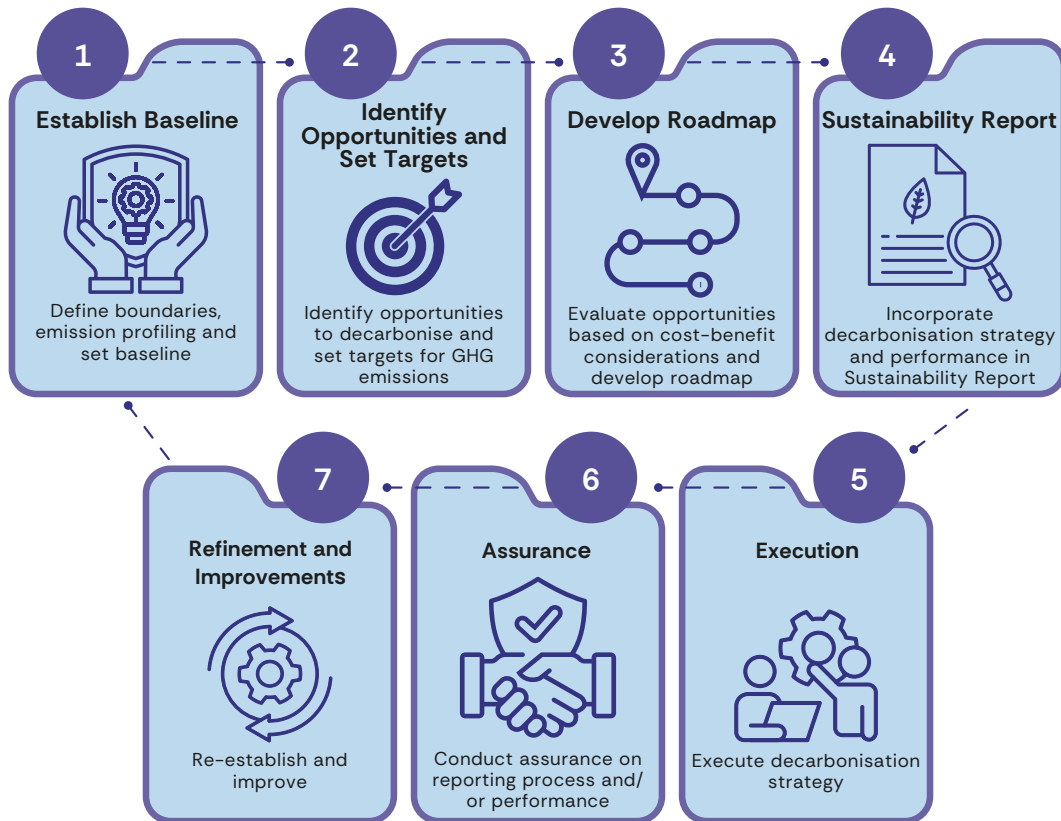 1
Establish Baseline
Define boundaries,
emission profiling and
set baseline
2
Identify
Opportunities and
Set Targets
Identify opportunities
to decarbonise and
set targets for GHG
emissions
3
Develop Roadmap
Evaluate opportunities
based on cost-benefit
considerations and
develop roadmap
4
Sustainability Report
Incorporate
decarbonisation strategy
and performance in
Sustainability Report
5
Execution
Execute decarbonisation
strategy
6
Assurance
Conduct assurance on
reporting process and/
or performance
7
Refinement and
Improvements
Re-establish and
improve